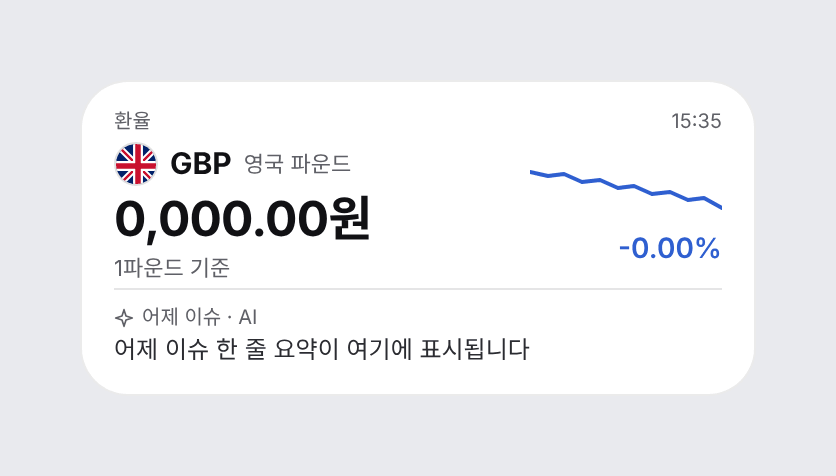 환율 15:35
GBP 영국 파운드
0,000.00원
-0.00%
1파운드 기준
어제 이슈 · AI
어제 이슈 한 줄 요약이 여기에 표시됩니다